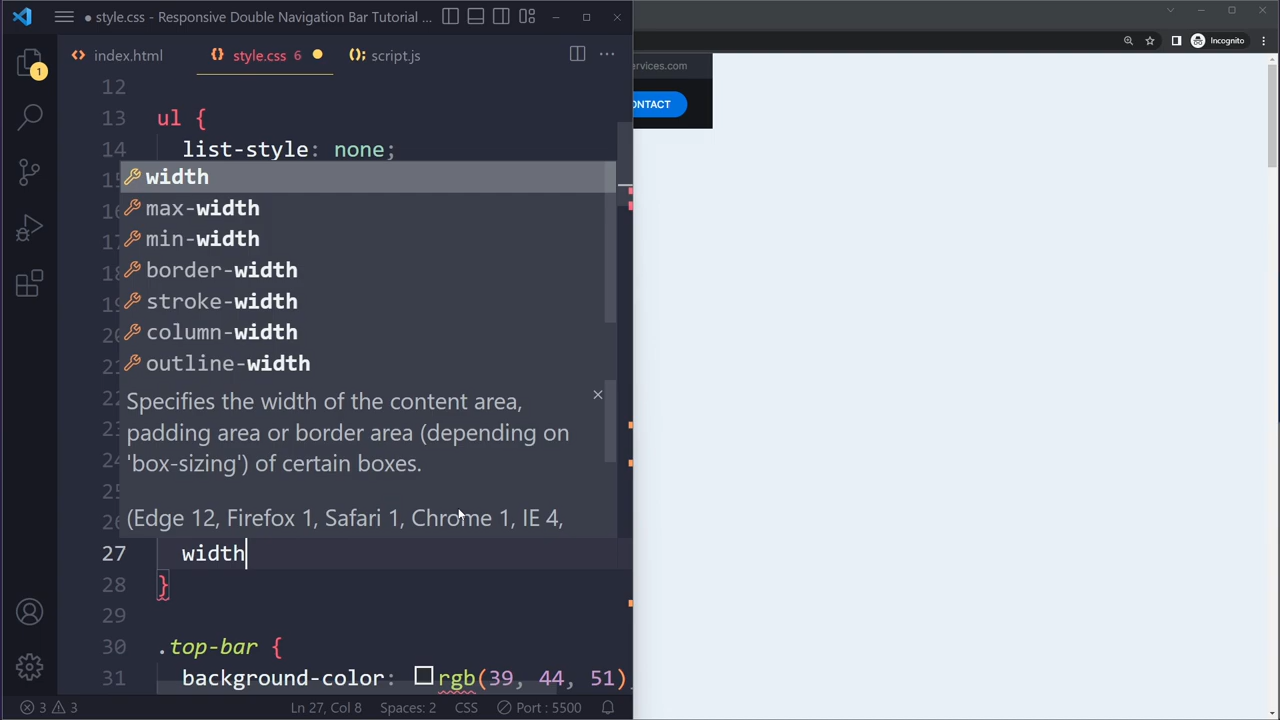 style.css - Responsive Double Navigation Bar Tutorial ...
index.html
style.css 6
script.js
12
13 ul {
14 list-style: none;
width
max-width
min-width
border-width
stroke-width
column-width
outline-width
Specifies the width of the content area,
padding area or border area (depending on
'box-sizing') of certain boxes.
(Edge 12, Firefox 1, Safari 1, Chrome 1, IE 4,
27 width
28 }
29
30 .top-bar {
31 background-color: rgb(39, 44, 51)
1
3 3
Ln 27, Col 8
Spaces: 2
CSS
Port : 5500
Incognito
ervices.com
ONTACT